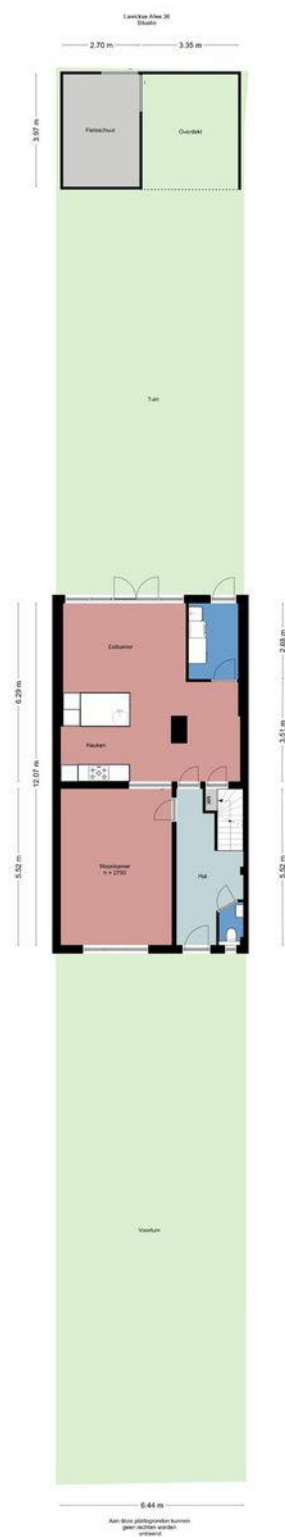 Lawickse Allee 36
Situatie
2.70 m
3.35 m
3.97 m
Fietsschuur
Overdekt
Tuin
Eetkamer
2.68 m
6.29 m
12.07 m
3.51 m
Keuken
MK
Woonkamer
h = 2750
Hal
5.52 m
5.52 m
Voortuin
6.44 m
Aan deze plattegronden kunnen
geen rechten worden
ontleend